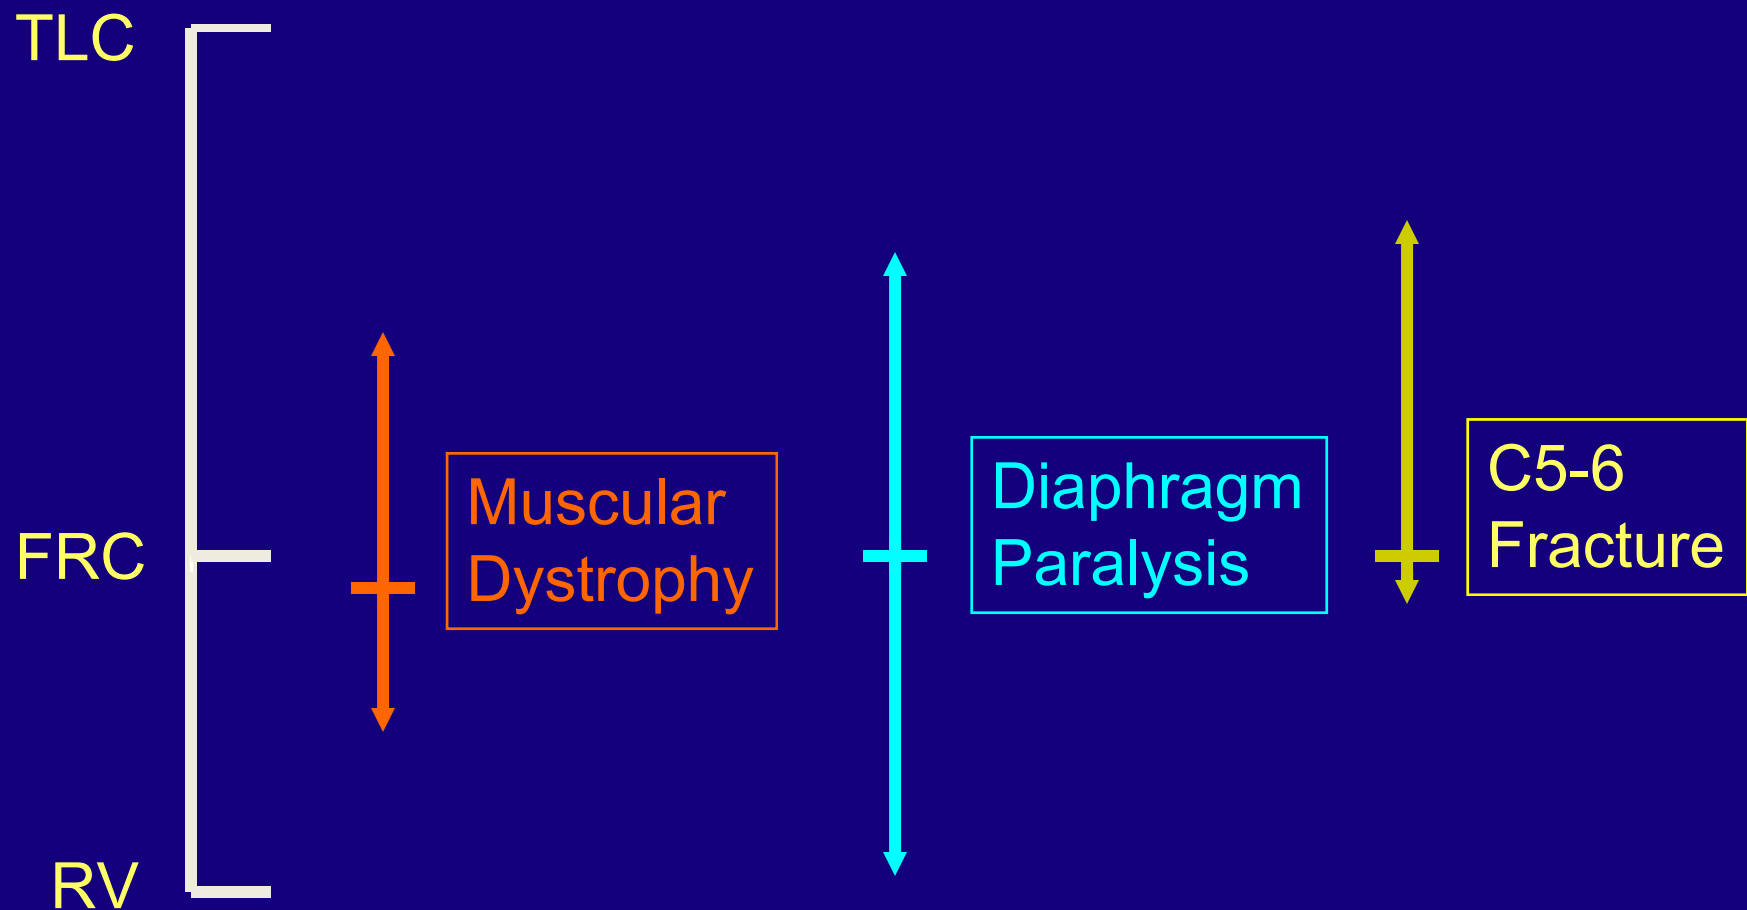 TLC
FRC
RV
Muscular
Dystrophy
Diaphragm
Paralysis
C5-6
Fracture